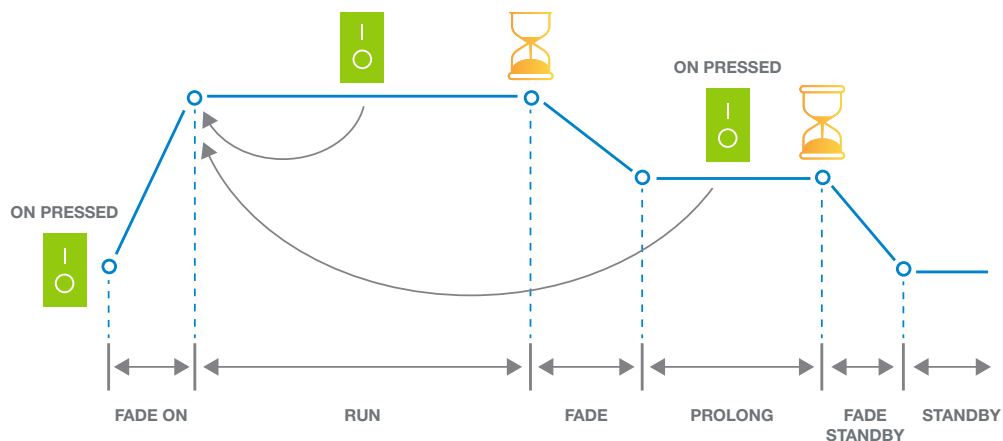 ON PRESSED
ON PRESSED
FADE ON
RUN
FADE
PROLONG
FADE
STANDBY
STANDBY